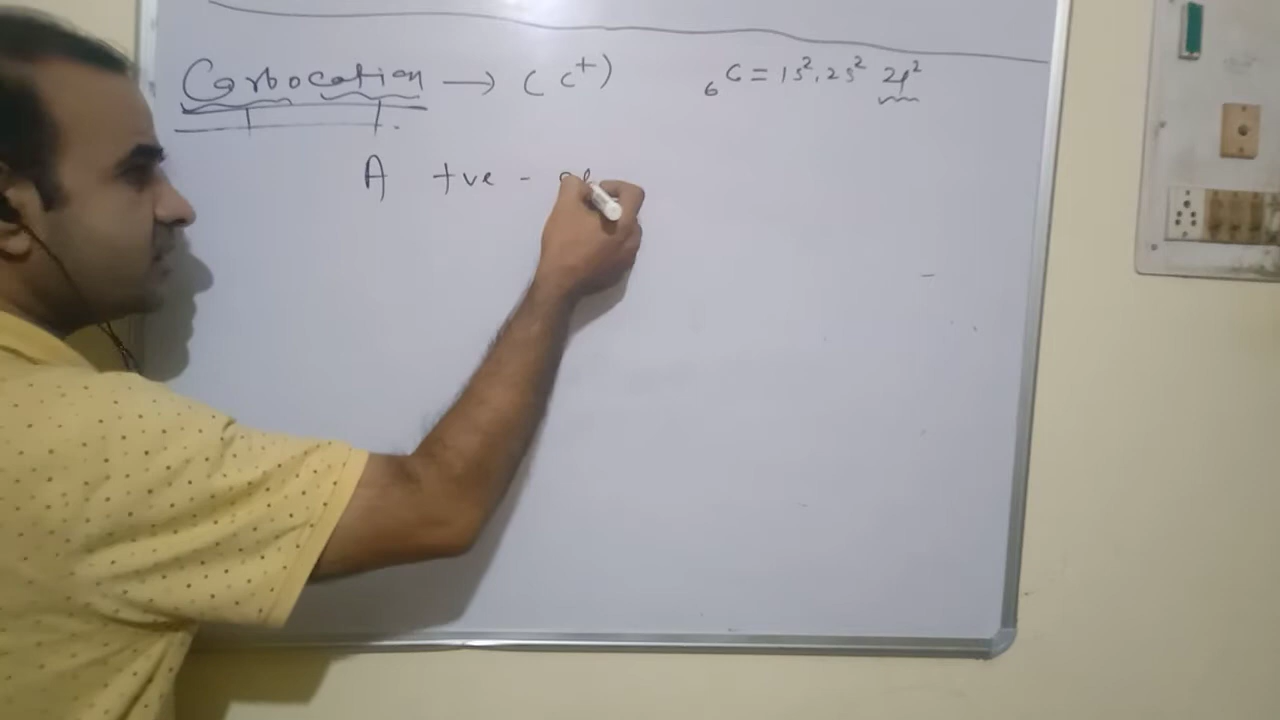 Carbocation → (C⁺) ₆C = 1s², 2s² 2p²
A +ve -